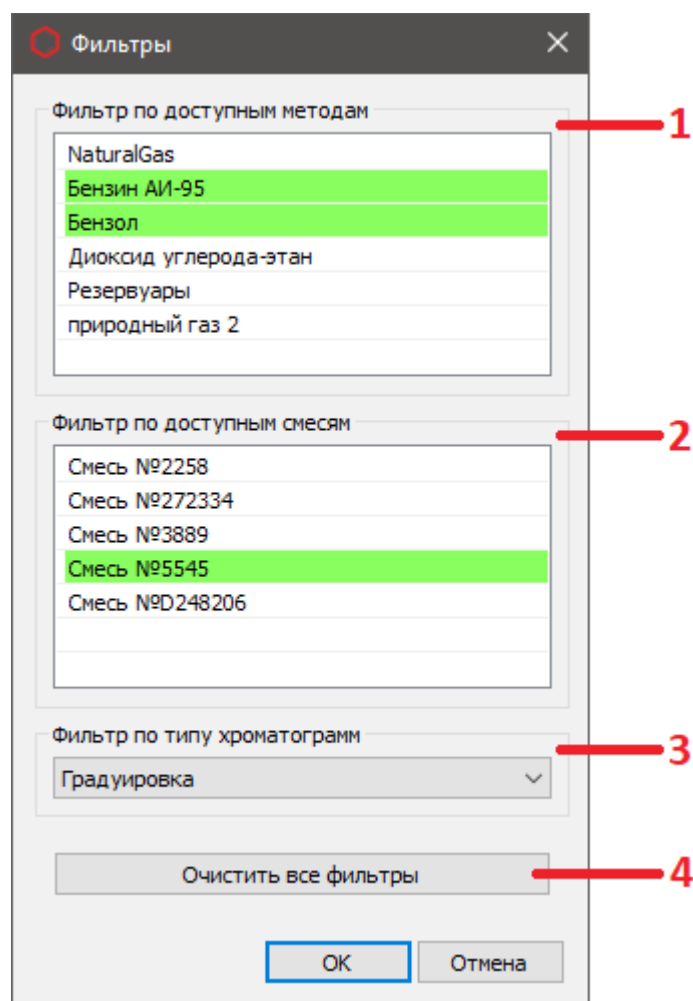 Фильтры
Фильтр по доступным методам
1
NaturalGas
Бензин АИ-95
Бензол
Диоксид углерода-этан
Резервуары
природный газ 2
Фильтр по доступным смесям
2
Смесь №2258
Смесь №272334
Смесь №3889
Смесь №5545
Смесь №D248206
Фильтр по типу хроматограмм
3
Градуировка
Очистить все фильтры
4
OK
Отмена